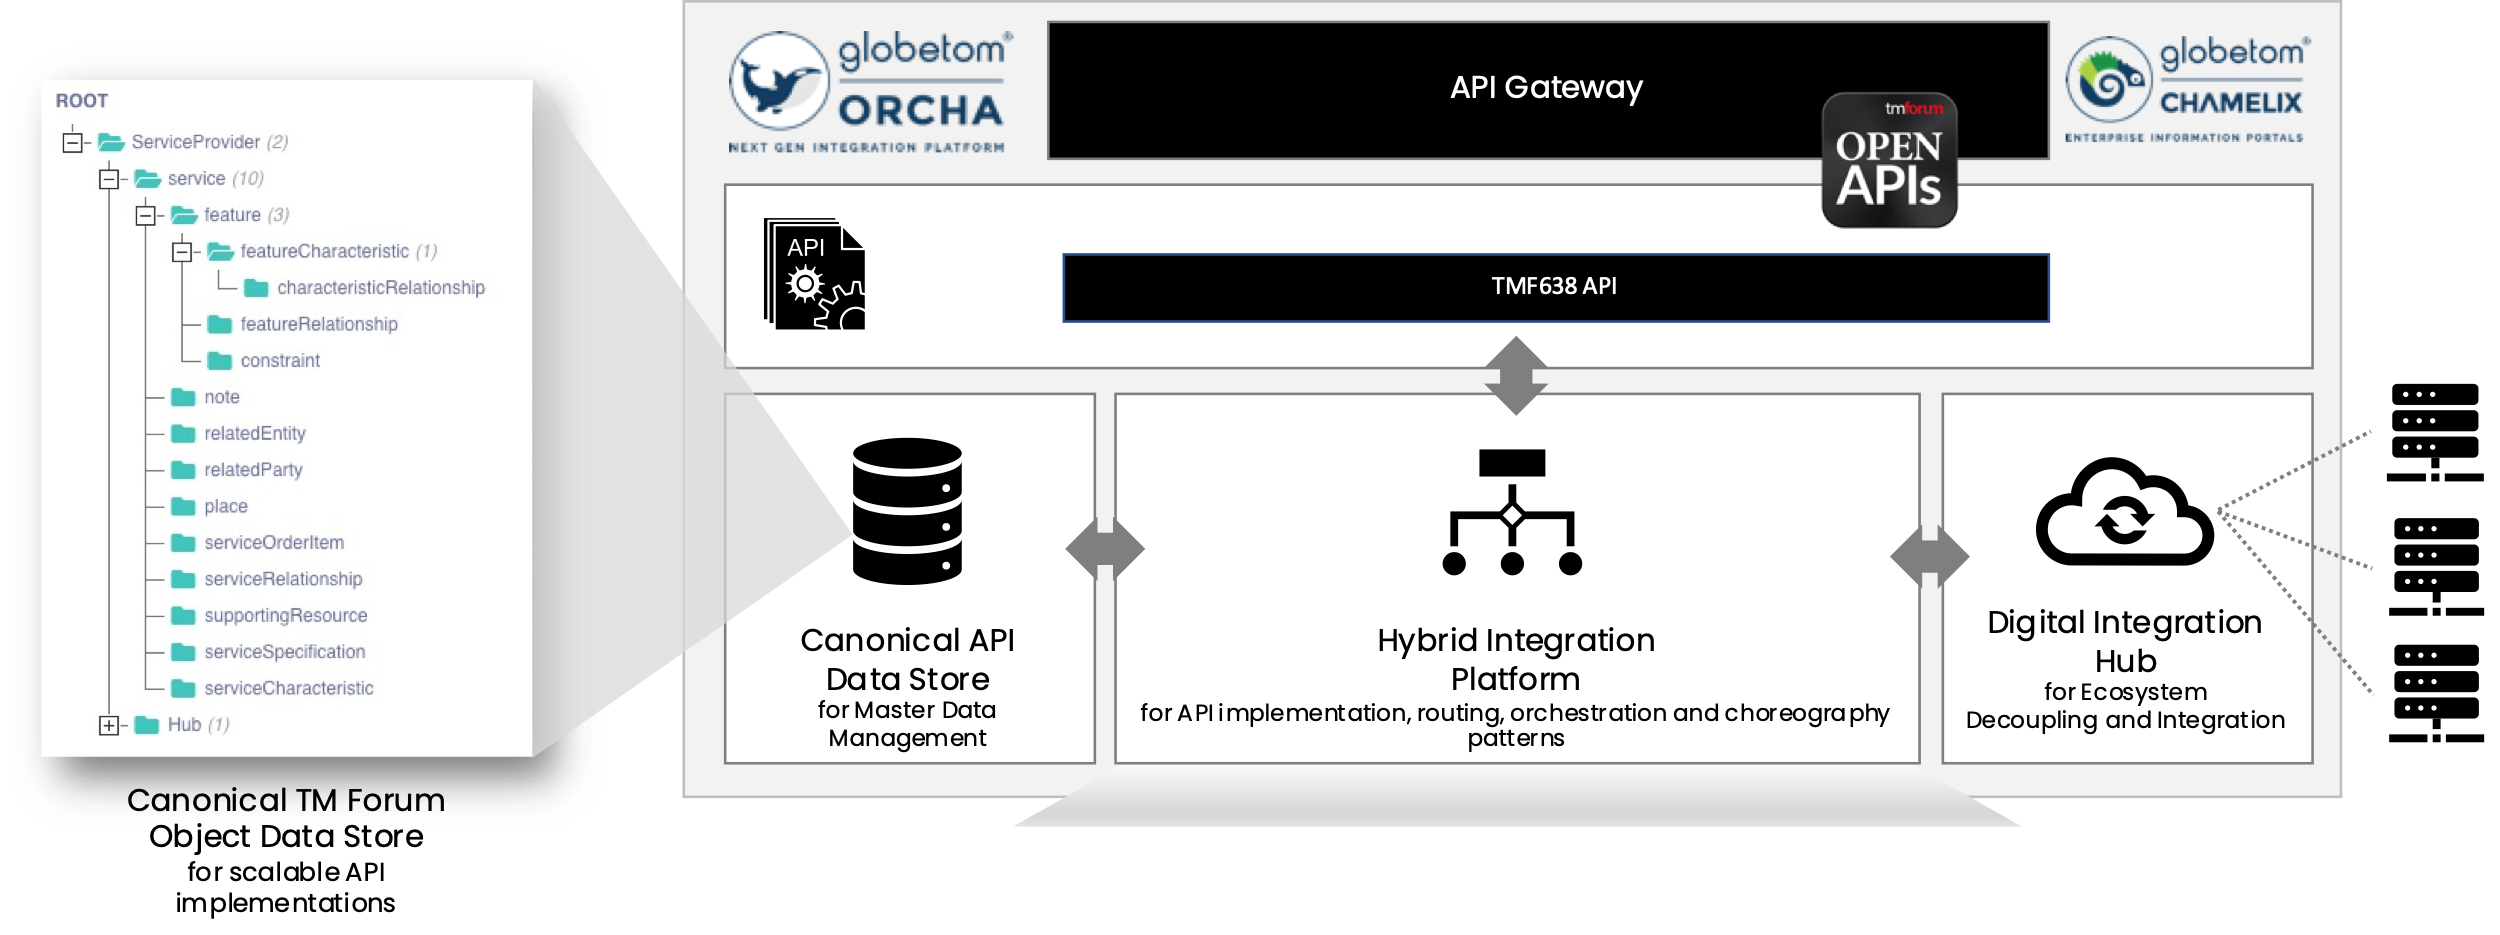 ROOT
ServiceProvider (2)
service (10)
feature (3)
featureCharacteristic (1)
characteristicRelationship
featureRelationship
constraint
note
relatedEntity
relatedParty
place
serviceOrderItem
serviceRelationship
supportingResource
serviceSpecification
serviceCharacteristic
Hub (1)
Canonical TM Forum
Object Data Store
for scalable API
implementations
globetom®
ORCHA
NEXT GEN INTEGRATION PLATFORM
API Gateway
tmforum
OPEN
APIs
globetom®
CHAMELIX
ENTERPRISE INFORMATION PORTALS
API
TMF638 API
Canonical API
Data Store
for Master Data
Management
Hybrid Integration
Platform
for API implementation, routing, orchestration and choreography
patterns
Digital Integration
Hub
for Ecosystem
Decoupling and Integration